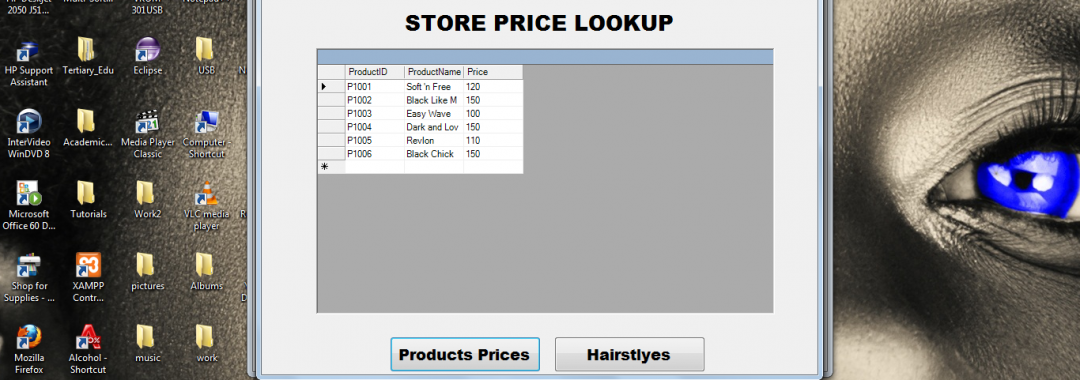 HP Deskjet
2050 J51...
301USB
STORE PRICE LOOKUP
HP Support
Assistant
Tertiary_Edu
Eclipse
USB
ProductID ProductName Price
P1001 Soft 'n Free 120
P1002 Black Like M 150
P1003 Easy Wave 100
P1004 Dark and Lov 150
P1005 Revlon 110
P1006 Black Chick 150
InterVideo
WinDVD 8
Academic...
Media Player
Classic
Computer -
Shortcut
Microsoft
Office 60 D...
Tutorials
Work2
VLC media
player
Shop for
Supplies - ...
XAMPP
Contr...
pictures
Albums
Mozilla
Firefox
Alcohol -
Shortcut
music
work
Products Prices
Hairstlyes